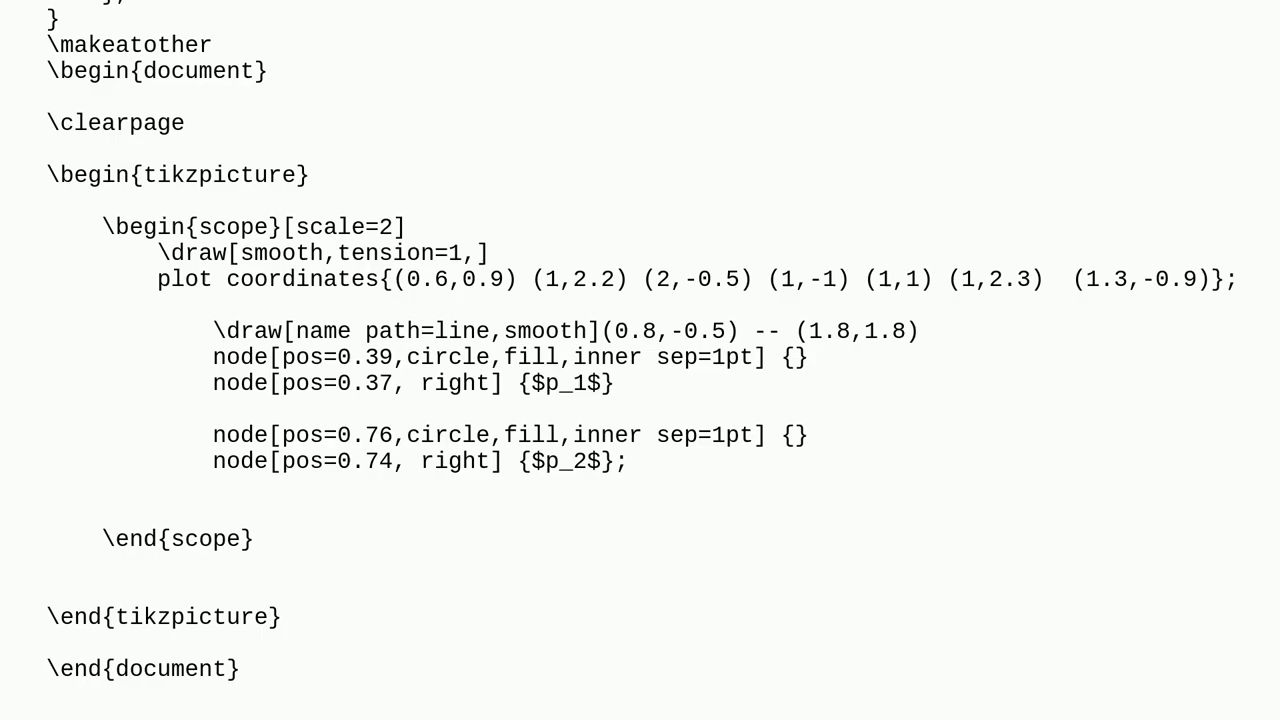 }
\makeatother
\begin{document}
\clearpage
\begin{tikzpicture}
\begin{scope}[scale=2]
\draw[smooth,tension=1,]
plot coordinates{(0.6,0.9) (1,2.2) (2,-0.5) (1,-1) (1,1) (1,2.3)  (1.3,-0.9)};
\draw[name path=line,smooth](0.8,-0.5) -- (1.8,1.8)
node[pos=0.39,circle,fill,inner sep=1pt] {}
node[pos=0.37, right] {$p_1$}
node[pos=0.76,circle,fill,inner sep=1pt] {}
node[pos=0.74, right] {$p_2$};
\end{scope}
\end{tikzpicture}
\end{document}